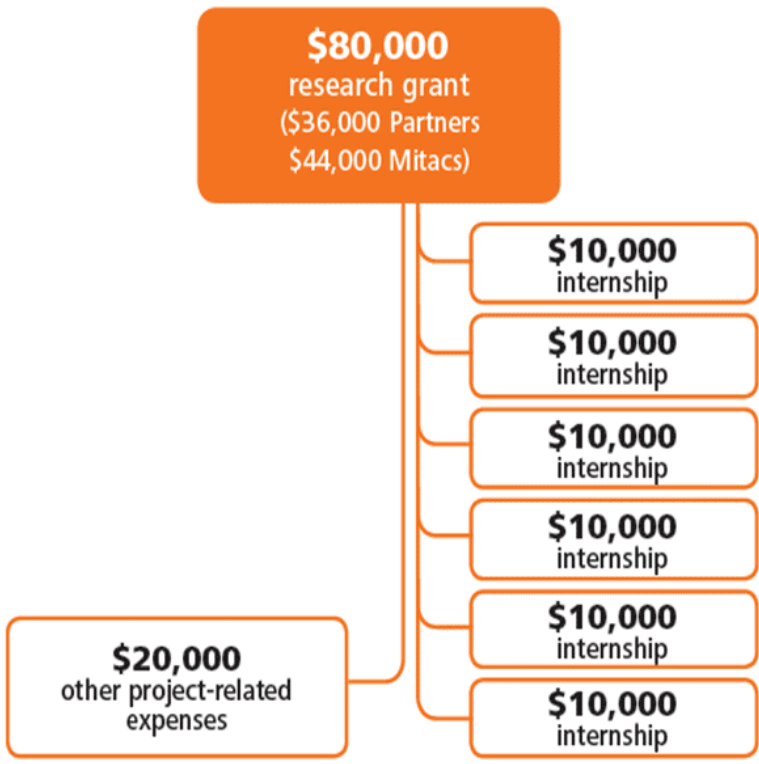 $80,000
research grant
($36,000 Partners
$44,000 Mitacs)
$10,000
internship
$10,000
internship
$10,000
internship
$10,000
internship
$10,000
internship
$10,000
internship
$20,000
other project-related
expenses